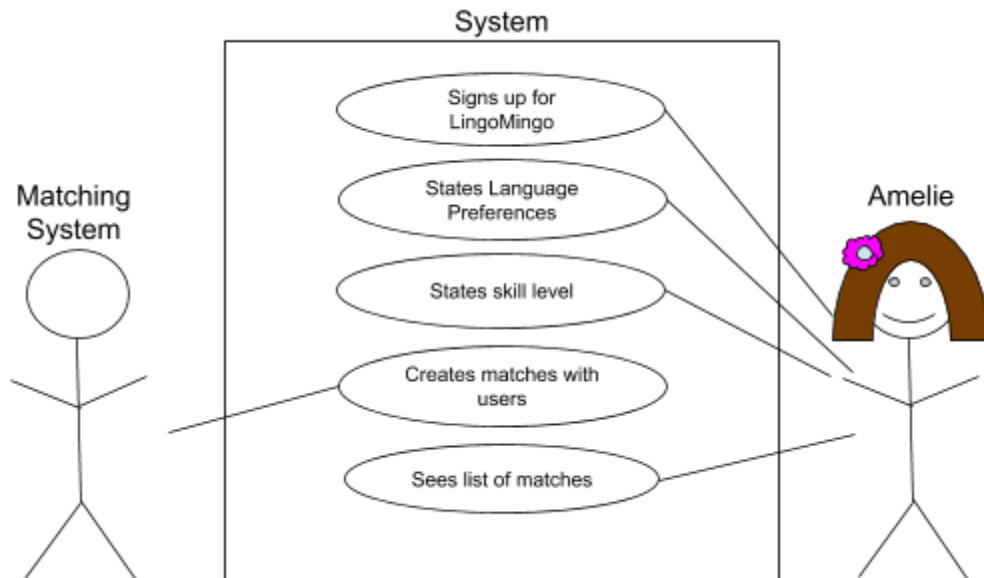 System
Signs up for
LingoMingo
States Language
Preferences
Matching
System
Amelie
States skill level
Creates matches with
users
Sees list of matches